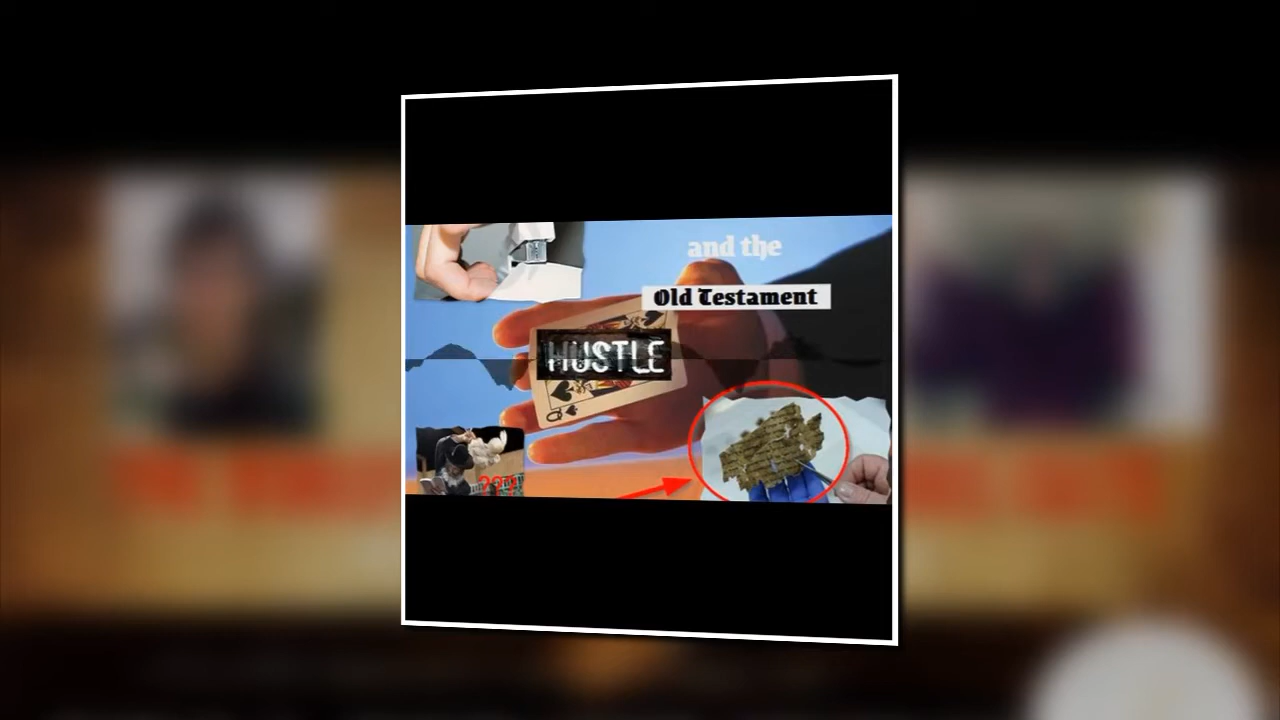 and the
Old Testament
HUSTLE
Q
???